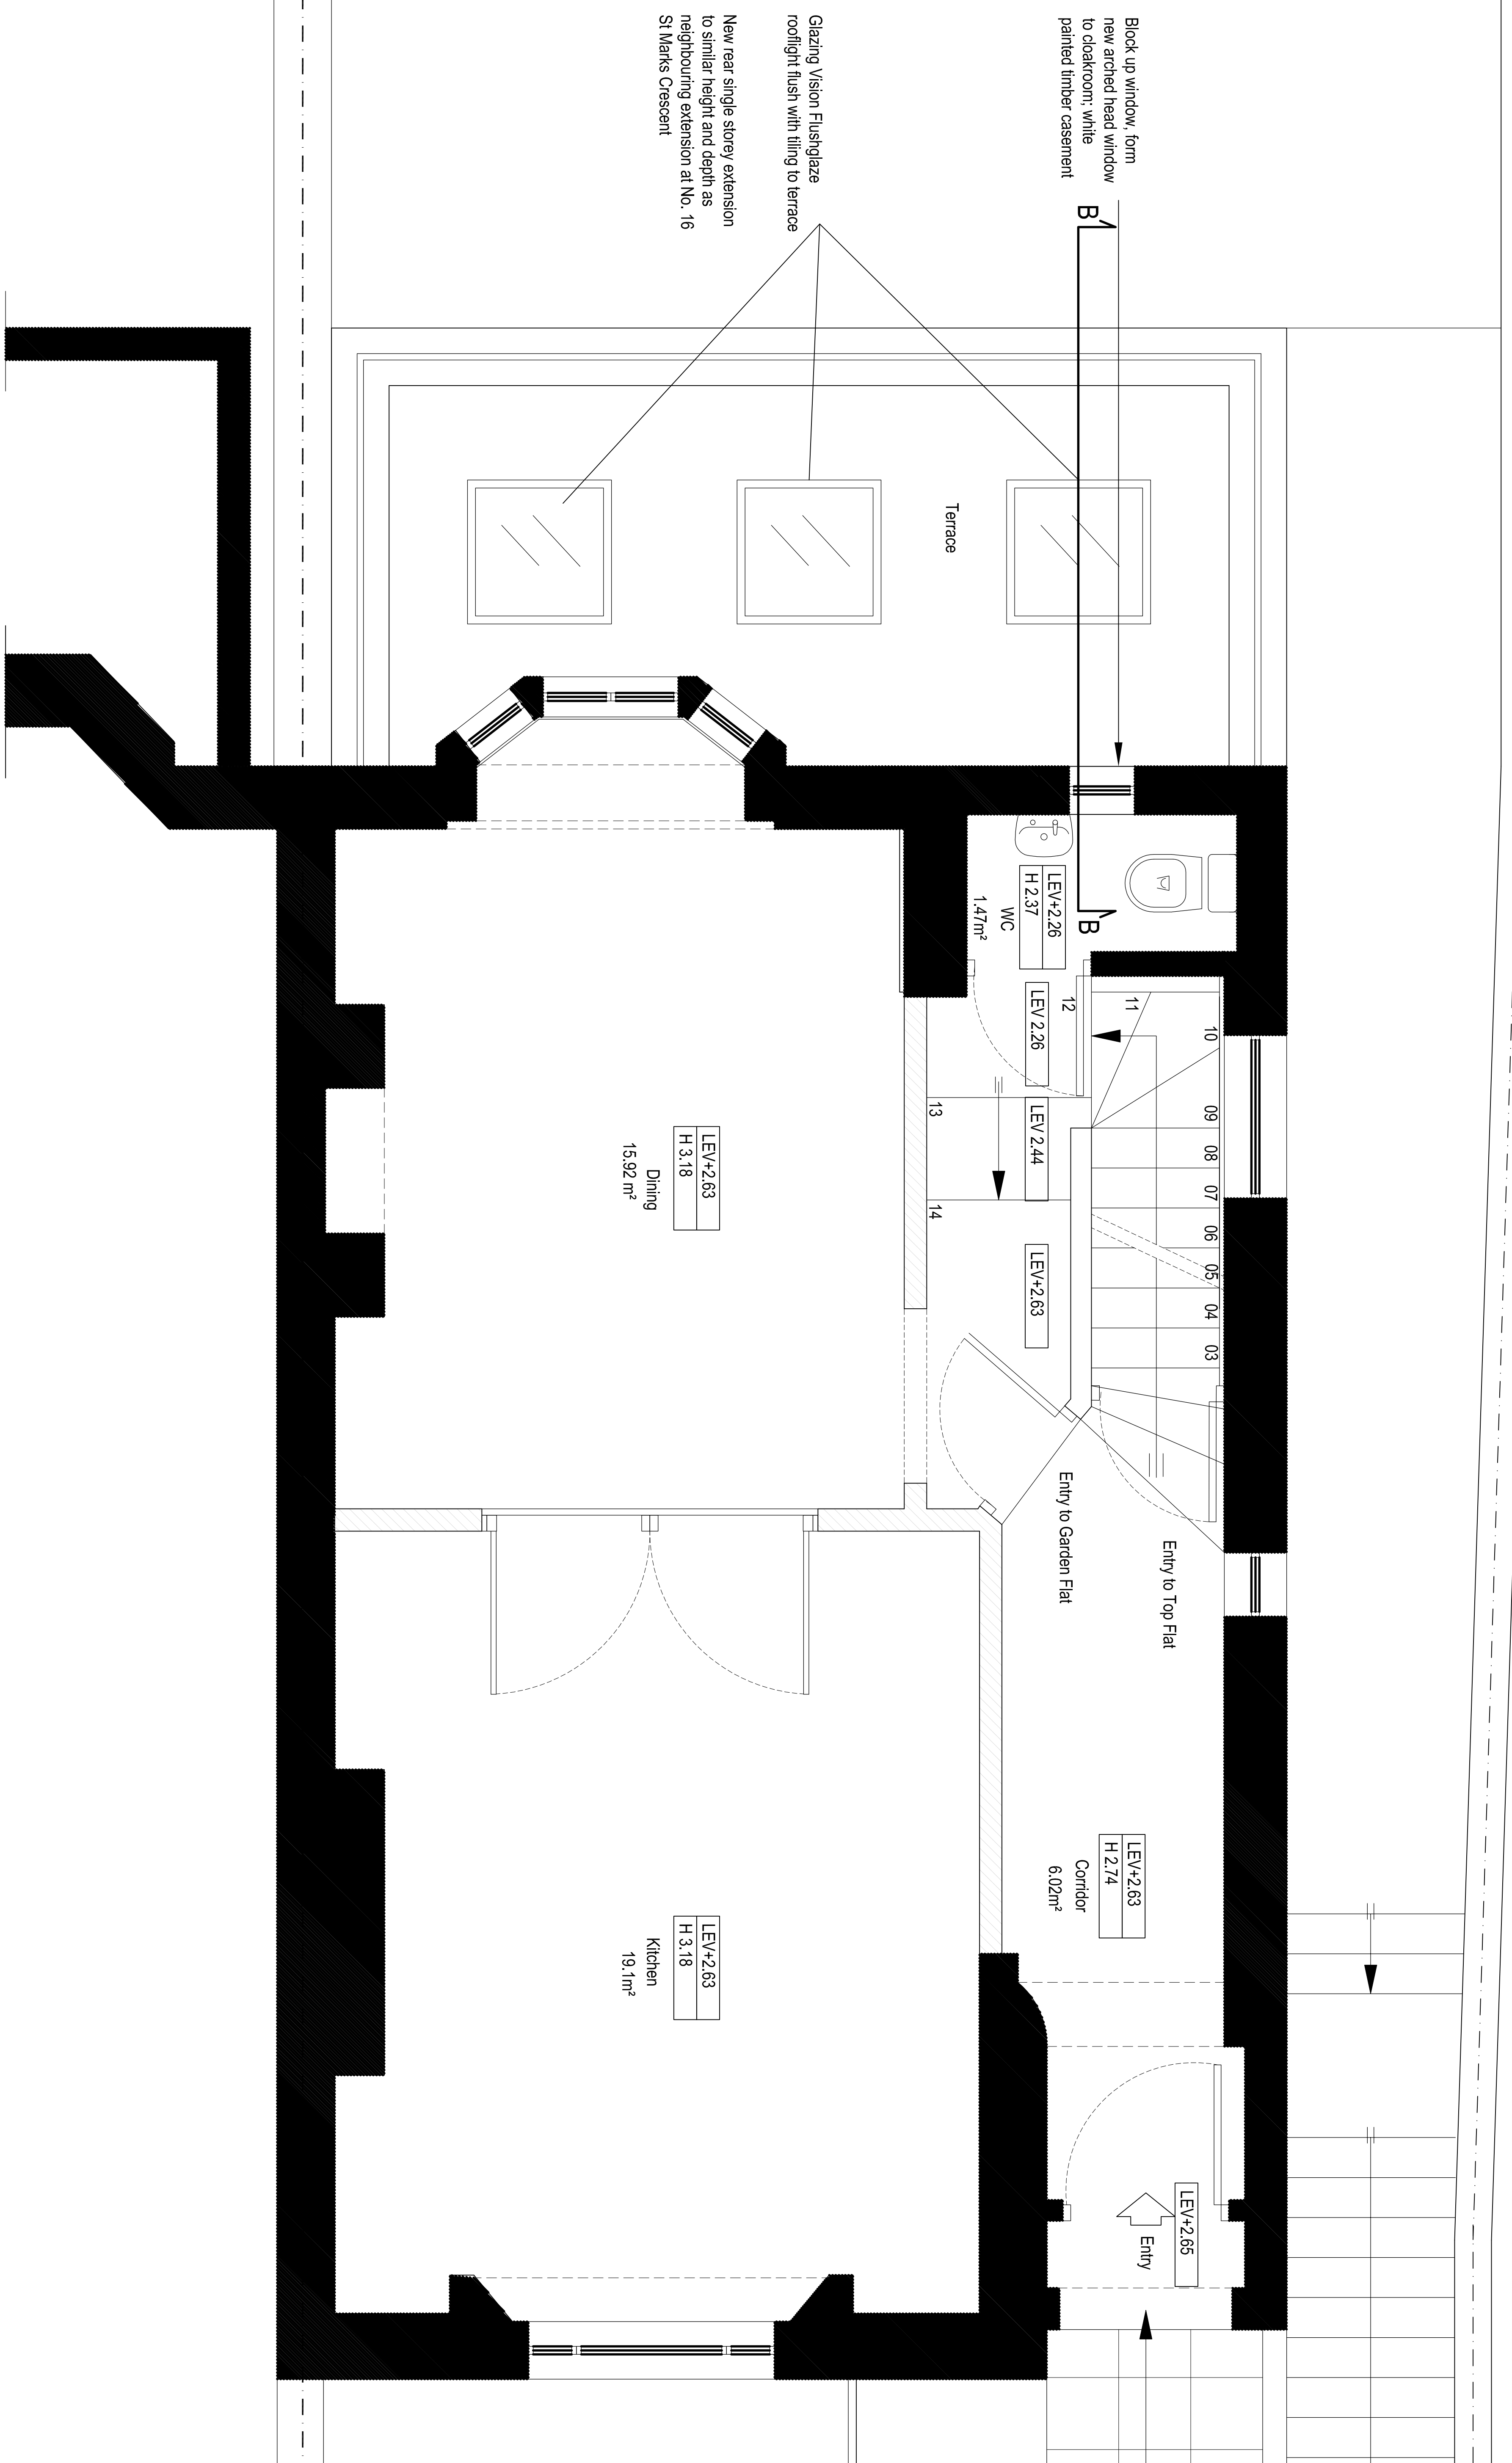 Block up window, form
new arched head window
to cloakroom; white
painted timber casement
B
B
Glazing Vision Flushglaze
rooflight flush with tiling to terrace
New rear single storey extension
to similar height and depth as
neighbouring extension at No. 16
St Marks Crescent
Terrace
LEV+2.26
H 2.37
WC
1.47m²
LEV 2.26
LEV 2.44
LEV+2.63
12
11
10
09
08
07
06
05
04
03
13
14
LEV+2.63
H 3.18
Dining
15.92 m²
Entry to Garden Flat
Entry to Top Flat
LEV+2.63
H 2.74
Corridor
6.02m²
LEV+2.63
H 3.18
Kitchen
19.1m²
LEV+2.65
Entry